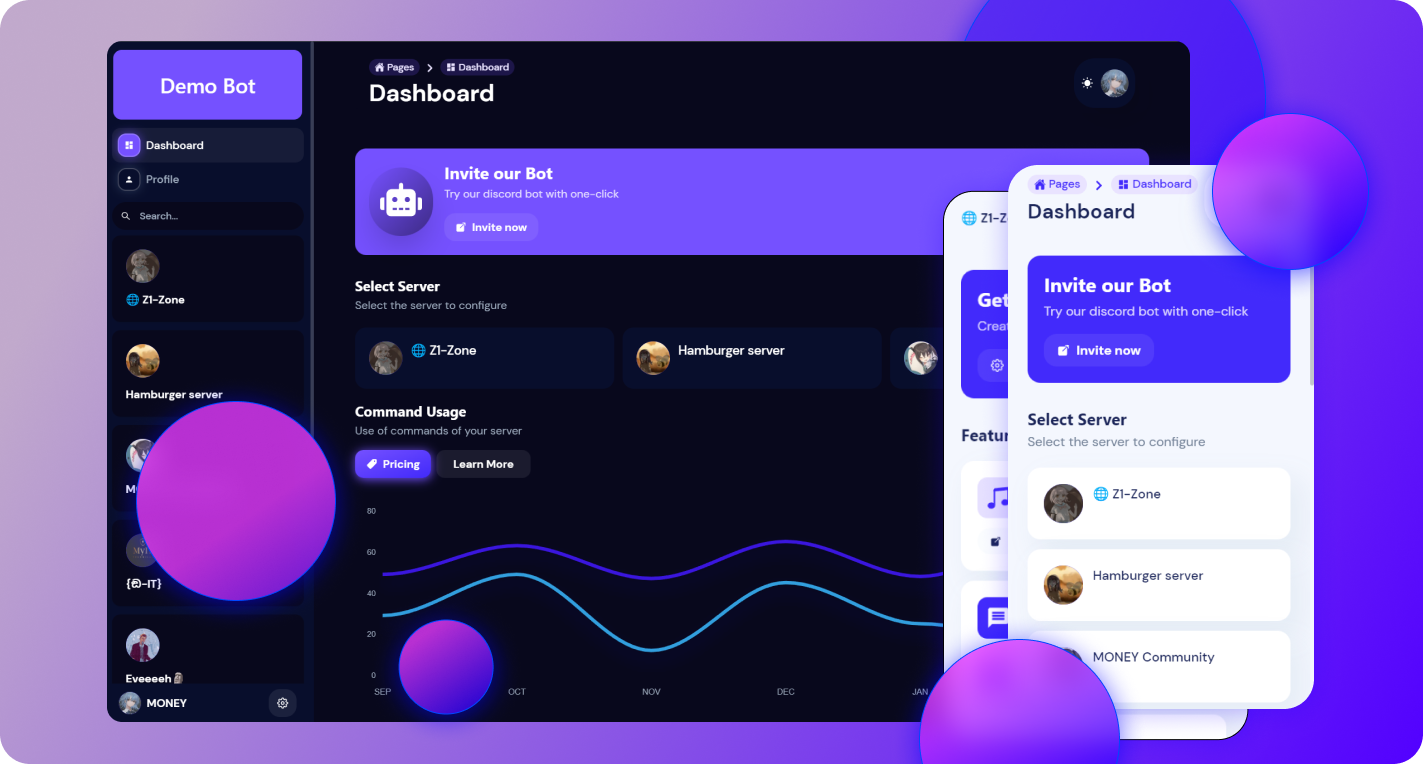 Demo Bot
Dashboard
Profile
Search...
🌐 Z1-Zone
Hamburger server
Eveeeeh 🗿
MONEY
Pages > Dashboard
Dashboard
Invite our Bot
Try our discord bot with one-click
Invite now
Select Server
Select the server to configure
🌐 Z1-Zone
Hamburger server
Command Usage
Use of commands of your server
Pricing
Learn More
80
60
40
20
0
SEP
OCT
NOV
DEC
JAN
Pages > Dashboard
Dashboard
Invite our Bot
Try our discord bot with one-click
Invite now
Select Server
Select the server to configure
🌐 Z1-Zone
Hamburger server
MONEY Community
🌐 Z1-Z
Get
Creat
Featur